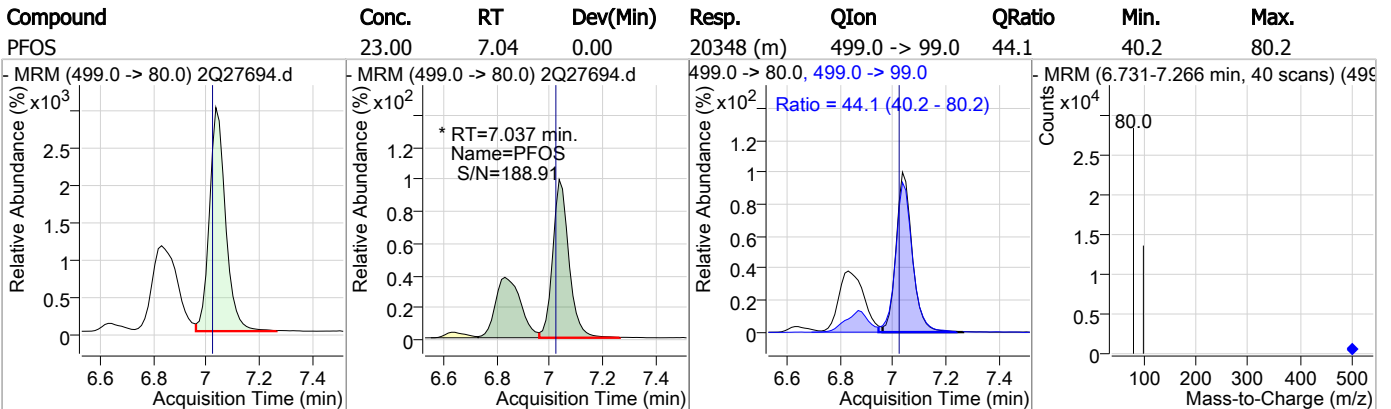 Compound Conc. RT Dev(Min) Resp. QIon QRatio Min. Max.
PFOS 23.00 7.04 0.00 20348 (m) 499.0 -> 99.0 44.1 40.2 80.2
- MRM (499.0 -> 80.0) 2Q27694.d
Relative Abundance (%)
x10³
2.5
2
1.5
1
0.5
0
6.6 6.8 7 7.2 7.4
Acquisition Time (min)
- MRM (499.0 -> 80.0) 2Q27694.d
Relative Abundance (%)
x10²
* RT=7.037 min.
Name=PFOS
S/N=188.91
1.2
1
0.8
0.6
0.4
0.2
0
6.6 6.8 7 7.2 7.4
Acquisition Time (min)
499.0 -> 80.0, 499.0 -> 99.0
Relative Abundance (%)
x10²
Ratio = 44.1 (40.2 - 80.2)
1.2
1
0.8
0.6
0.4
0.2
0
6.6 6.8 7 7.2 7.4
Acquisition Time (min)
- MRM (6.731-7.266 min, 40 scans) (499
Counts
x10⁴
80.0
2.5
2
1.5
1
0.5
0
100 200 300 400 500
Mass-to-Charge (m/z)